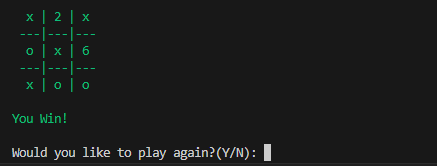 x | 2 | x
---|---|---
o | x | 6
---|---|---
x | o | o
You Win!
Would you like to play again?(Y/N):